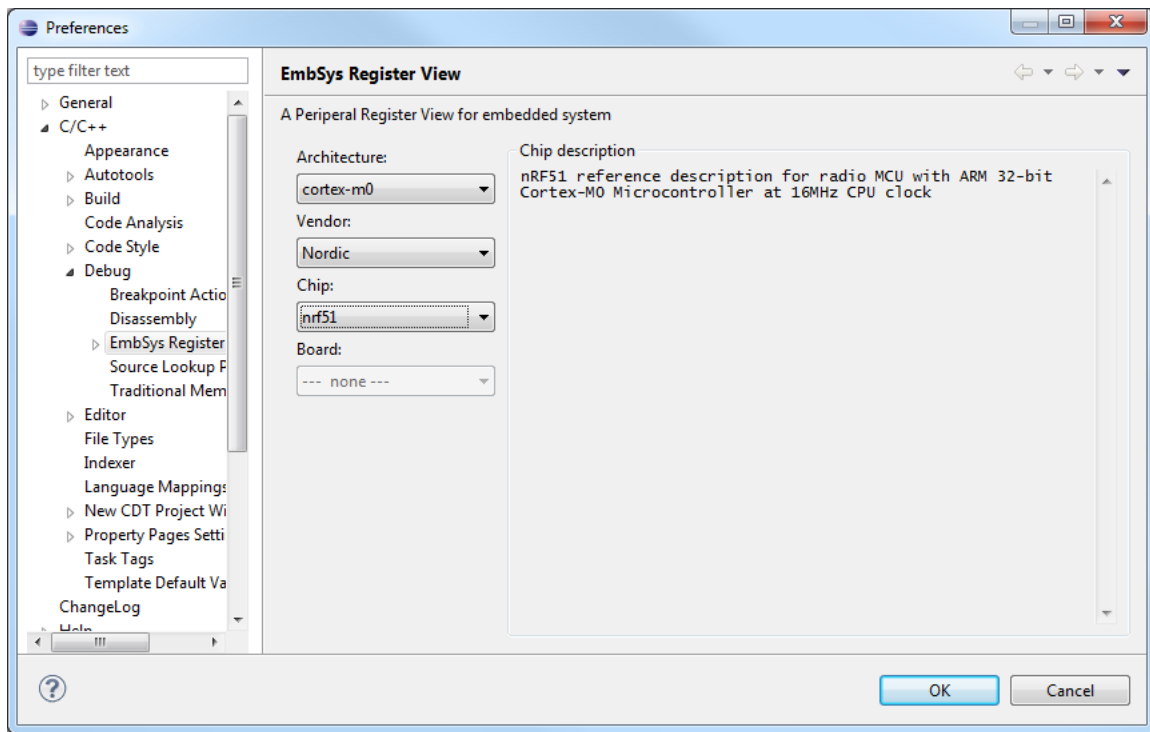 Preferences
type filter text
General
C/C++
Appearance
Autotools
Build
Code Analysis
Code Style
Debug
Breakpoint Actio
Disassembly
EmbSys Register
Source Lookup P
Traditional Mem
Editor
File Types
Indexer
Language Mappings
New CDT Project Wi
Property Pages Setti
Task Tags
Template Default Va
ChangeLog
Help
EmbSys Register View
A Periperal Register View for embedded system
Architecture:
cortex-m0
Vendor:
Nordic
Chip:
nrf51
Board:
--- none ---
Chip description
nRF51 reference description for radio MCU with ARM 32-bit
Cortex-M0 Microcontroller at 16MHz CPU clock
?
OK
Cancel